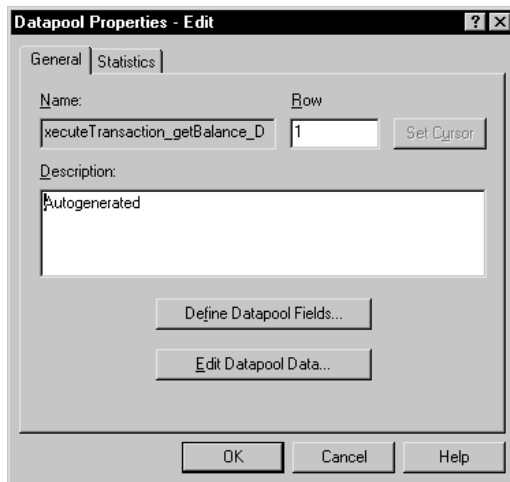 Datapool Properties - Edit ? X
General Statistics
Name: Row
xecuteTransaction_getBalance_D 1 Set Cursor
Description:
Autogenerated
Define Datapool Fields...
Edit Datapool Data...
OK Cancel Help